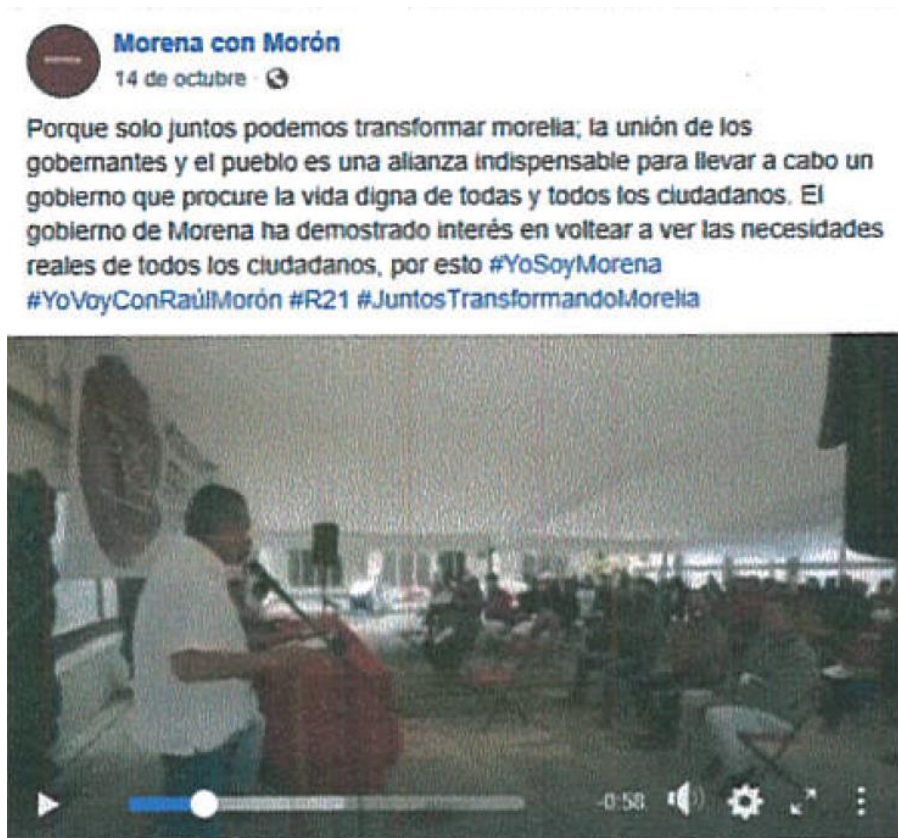 Morena con Morón
14 de octubre
Porque solo juntos podemos transformar morelia; la unión de los
gobernantes y el pueblo es una alianza indispensable para llevar a cabo un
gobierno que procure la vida digna de todas y todos los ciudadanos. El
gobierno de Morena ha demostrado interés en voltear a ver las necesidades
reales de todos los ciudadanos, por esto #YoSoyMorena
#YoVoyConRaúlMorón #R21 #JuntosTransformandoMorelia
-0:58